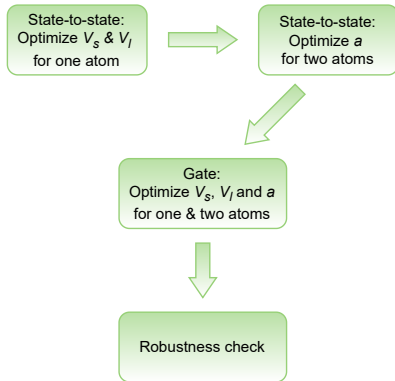 State-to-state:
Optimize V_s & V_l
for one atom
State-to-state:
Optimize a
for two atoms
Gate:
Optimize V_s, V_l and a
for one & two atoms
Robustness check